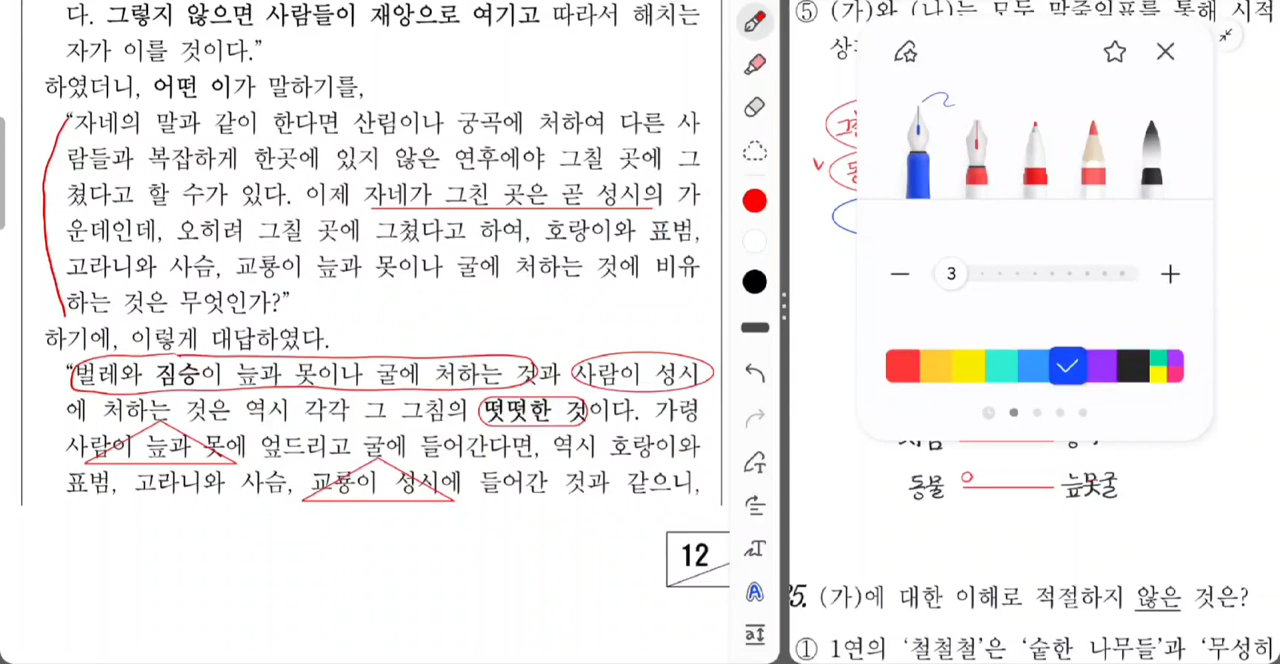 다. 그렇지 않으면 사람들이 재앙으로 여기고 따라서 해치는
자가 이를 것이다.”
하였더니, 어떤 이가 말하기를,
“자네의 말과 같이 한다면 산림이나 궁곡에 처하여 다른 사
람들과 복잡하게 한곳에 있지 않은 연후에야 그칠 곳에 그
쳤다고 할 수가 있다. 이제 자네가 그친 곳은 곧 성시의 가
운데인데, 오히려 그칠 곳에 그쳤다고 하여, 호랑이와 표범,
고라니와 사슴, 교룡이 늪과 못이나 굴에 처하는 것에 비유
하는 것은 무엇인가?”
하기에, 이렇게 대답하였다.
“벌레와 짐승이 늪과 못이나 굴에 처하는 것과 사람이 성시
에 처하는 것은 역시 각각 그 그침의 떳떳한 것이다. 가령
사람이 늪과 못에 엎드리고 굴에 들어간다면, 역시 호랑이와
표범, 고라니와 사슴, 교룡이 성시에 들어간 것과 같으니,
12
⑤ (가)와 (나)는 모두 말줄임표를 통해 시적
3
동물 늪못굴
35. (가)에 대한 이해로 적절하지 않은 것은?
① 1연의 ‘철철철’은 ‘숱한 나무들’과 ‘무성히